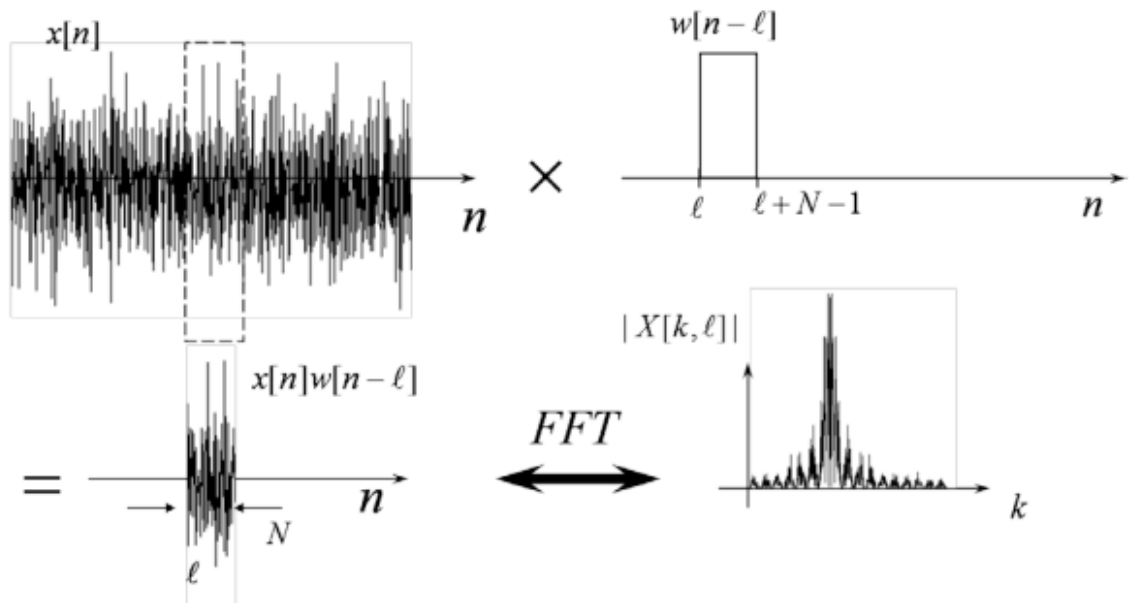 x[n]
w[n − ℓ]
n
×
ℓ
ℓ + N − 1
n
| X[k, ℓ] |
x[n]w[n − ℓ]
FFT
=
n
N
ℓ
k